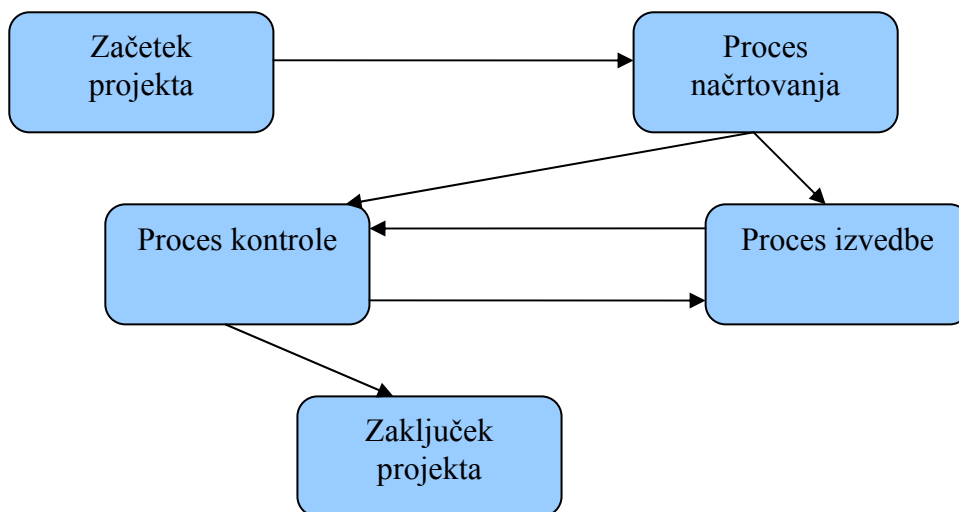 Začetek
projekta
Proces
načrtovanja
Proces kontrole
Proces izvedbe
Zaključek
projekta